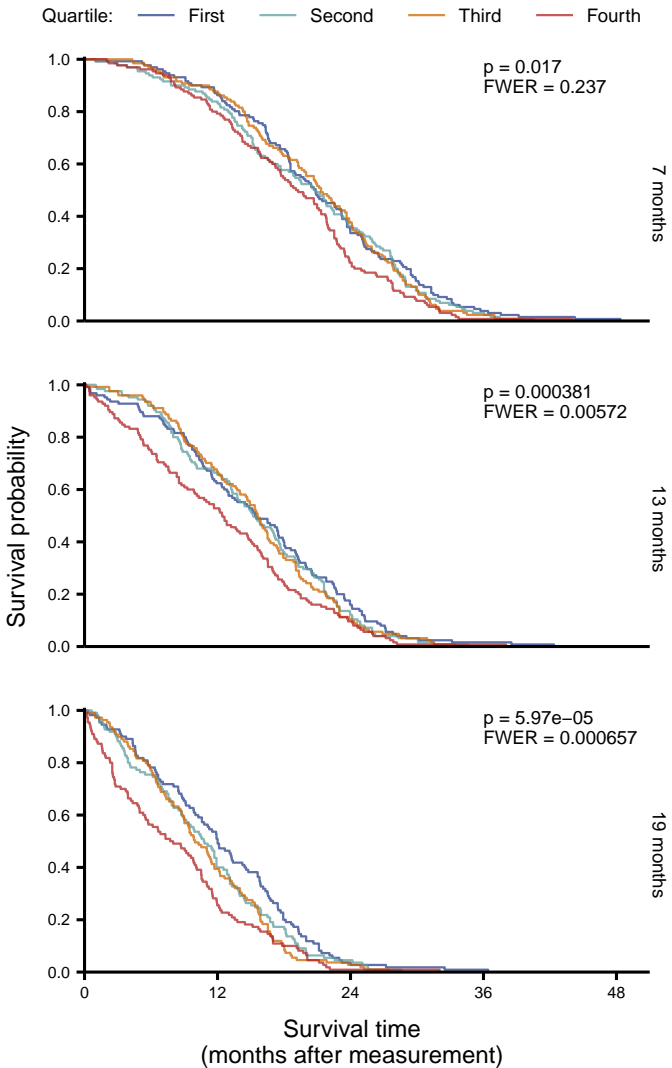 Quartile: First Second Third Fourth
p = 0.017
FWER = 0.237
1.0
0.8
0.6
0.4
0.2
0.0
7 months
p = 0.000381
FWER = 0.00572
1.0
0.8
0.6
0.4
0.2
0.0
13 months
Survival probability
p = 5.97e−05
FWER = 0.000657
1.0
0.8
0.6
0.4
0.2
0.0
19 months
0 12 24 36 48
Survival time
(months after measurement)